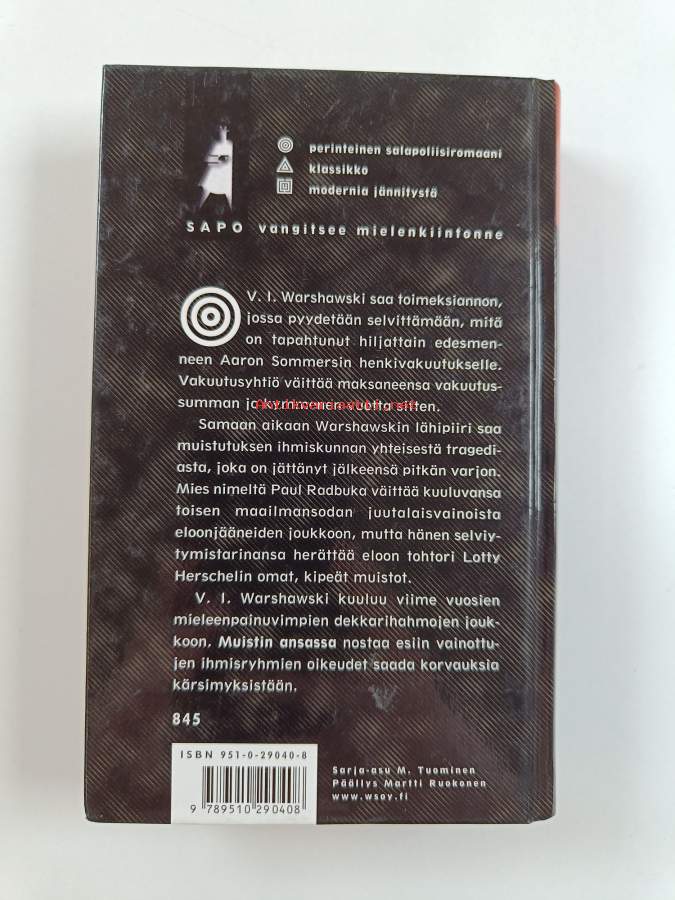 perinteinen salapoliisiromaani
klassikko
modernia jännitystä
SAPO vangitsee mielenkiintonne
V. I. Warshawski saa toimeksiannon,
jossa pyydetään selvittämään, mitä
on tapahtunut hiljattain edesmen-
neen Aaron Sommersin henkivakuutukselle.
Vakuutusyhtiö väittää maksaneensa vakuutus-
summan jo kymmenen vuotta sitten.
Samaan aikaan Warshawskin lähipiiri saa
muistutuksen ihmiskunnan yhteisestä tragedi-
asta, joka on jättänyt jälkeensä pitkän varjon.
Mies nimeltä Paul Radbuka väittää kuuluvansa
toisen maailmansodan juutalaisvainoista
eloonjääneiden joukkoon, mutta hänen selviy-
tymistarinansa herättää eloon tohtori Lotty
Herschelin omat, kipeät muistot.
V. I. Warshawski kuuluu viime vuosien
mieleenpainuvimpien dekkarihahmojen jouk-
koon. Muistin ansassa nostaa esiin vainottu-
jen ihmisryhmien oikeudet saada korvauksia
kärsimyksistään.
845
ISBN 951-0-29040-8
9 789510 290408
Sarja-asu M. Tuominen
Päällys Martti Ruokonen
www.wsoy.fi